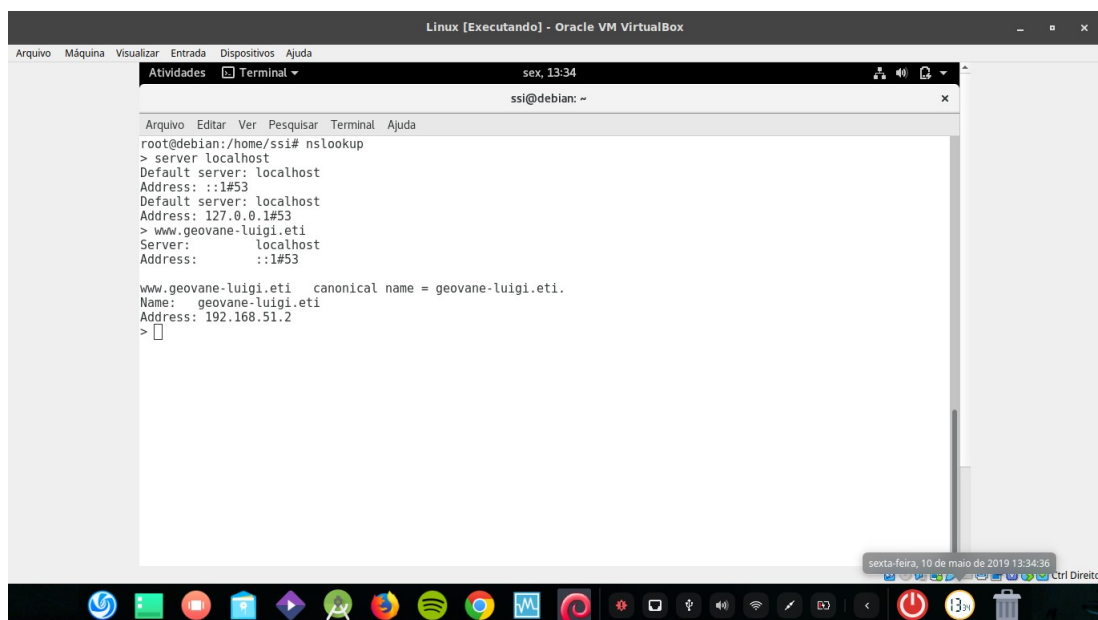 Linux [Executando] - Oracle VM VirtualBox
Arquivo Máquina Visualizar Entrada Dispositivos Ajuda
Atividades Terminal sex, 13:34
ssi@debian: ~
Arquivo Editar Ver Pesquisar Terminal Ajuda
root@debian:/home/ssi# nslookup
> server localhost
Default server: localhost
Address: ::1#53
Default server: localhost
Address: 127.0.0.1#53
> www.geovane-luigi.eti
Server: localhost
Address: ::1#53
www.geovane-luigi.eti canonical name = geovane-luigi.eti.
Name: geovane-luigi.eti
Address: 192.168.51.2
>
sexta-feira, 10 de maio de 2019 13:34:36
Ctrl Direito
13:34